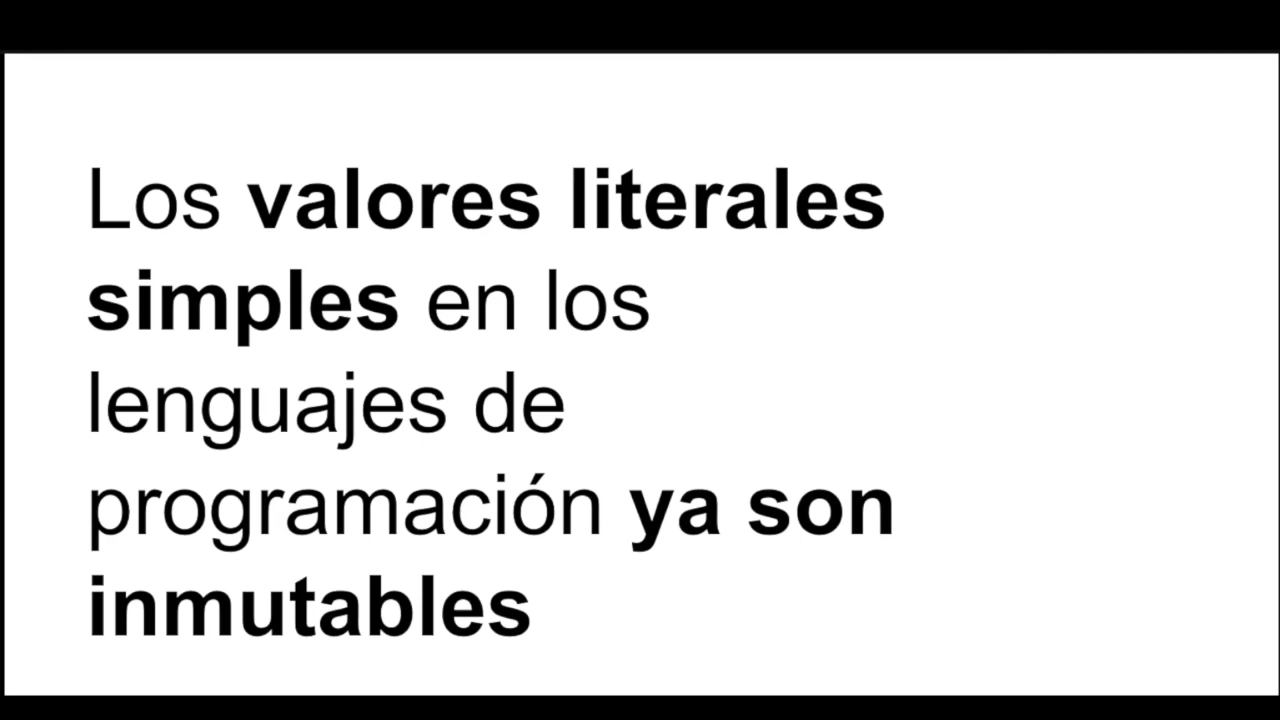 Los valores literales
simples en los
lenguajes de
programación ya son
inmutables